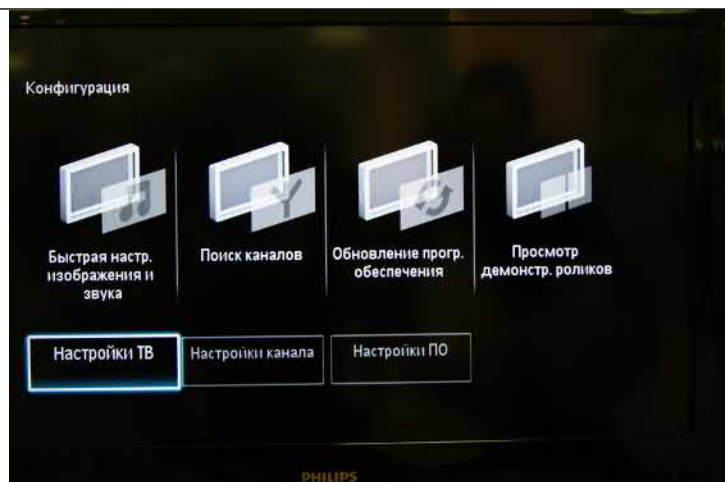 Конфигурация
Быстрая настр.
изображения и
звука
Поиск каналов
Обновление прогр.
обеспечения
Просмотр
демонстр. роликов
Настройки ТВ
Настройки канала
Настройки ПО
PHILIPS